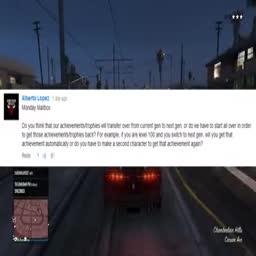 Alberto Lopez 1 day ago
Monday Mailbox
Do you think that our achievements/trophies will transfer over from current gen to next gen, or do we have to start all over in order
to get those achievements/trophies back? For example, if you are level 100 and you switch to next gen, will you get that
achievement automatically or do you have to make a second character to get that achievement again?
Reply
Chamberlain Hills
Carson Ave